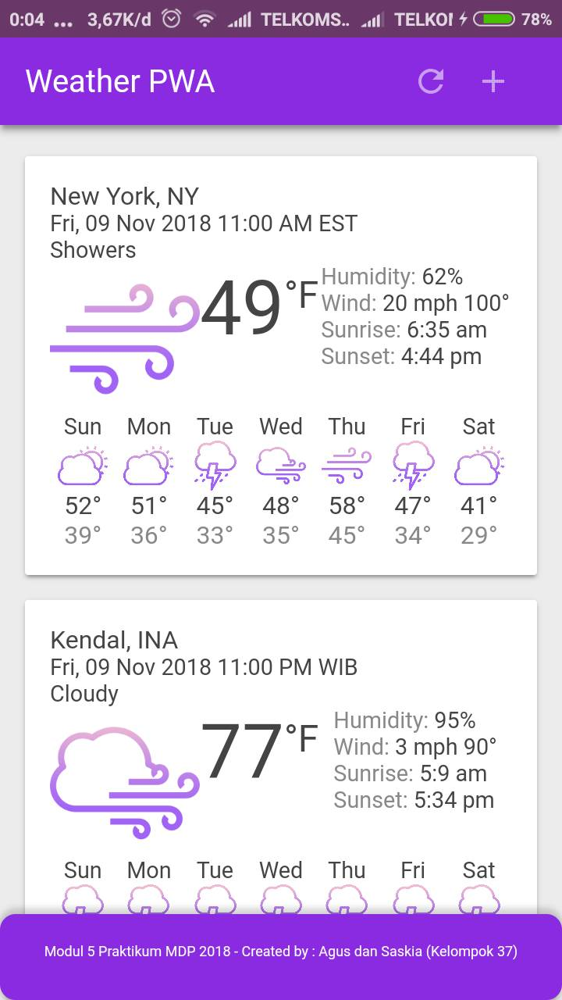 0:04 ... 3,67K/d TELKOMS.. TELKO 78%
Weather PWA
New York, NY
Fri, 09 Nov 2018 11:00 AM EST
Showers
49°F
Humidity: 62%
Wind: 20 mph 100°
Sunrise: 6:35 am
Sunset: 4:44 pm
Sun Mon Tue Wed Thu Fri Sat
52° 51° 45° 48° 58° 47° 41°
39° 36° 33° 35° 45° 34° 29°
Kendal, INA
Fri, 09 Nov 2018 11:00 PM WIB
Cloudy
77°F
Humidity: 95%
Wind: 3 mph 90°
Sunrise: 5:9 am
Sunset: 5:34 pm
Sun Mon Tue Wed Thu Fri Sat
Modul 5 Praktikum MDP 2018 - Created by : Agus dan Saskia (Kelompok 37)